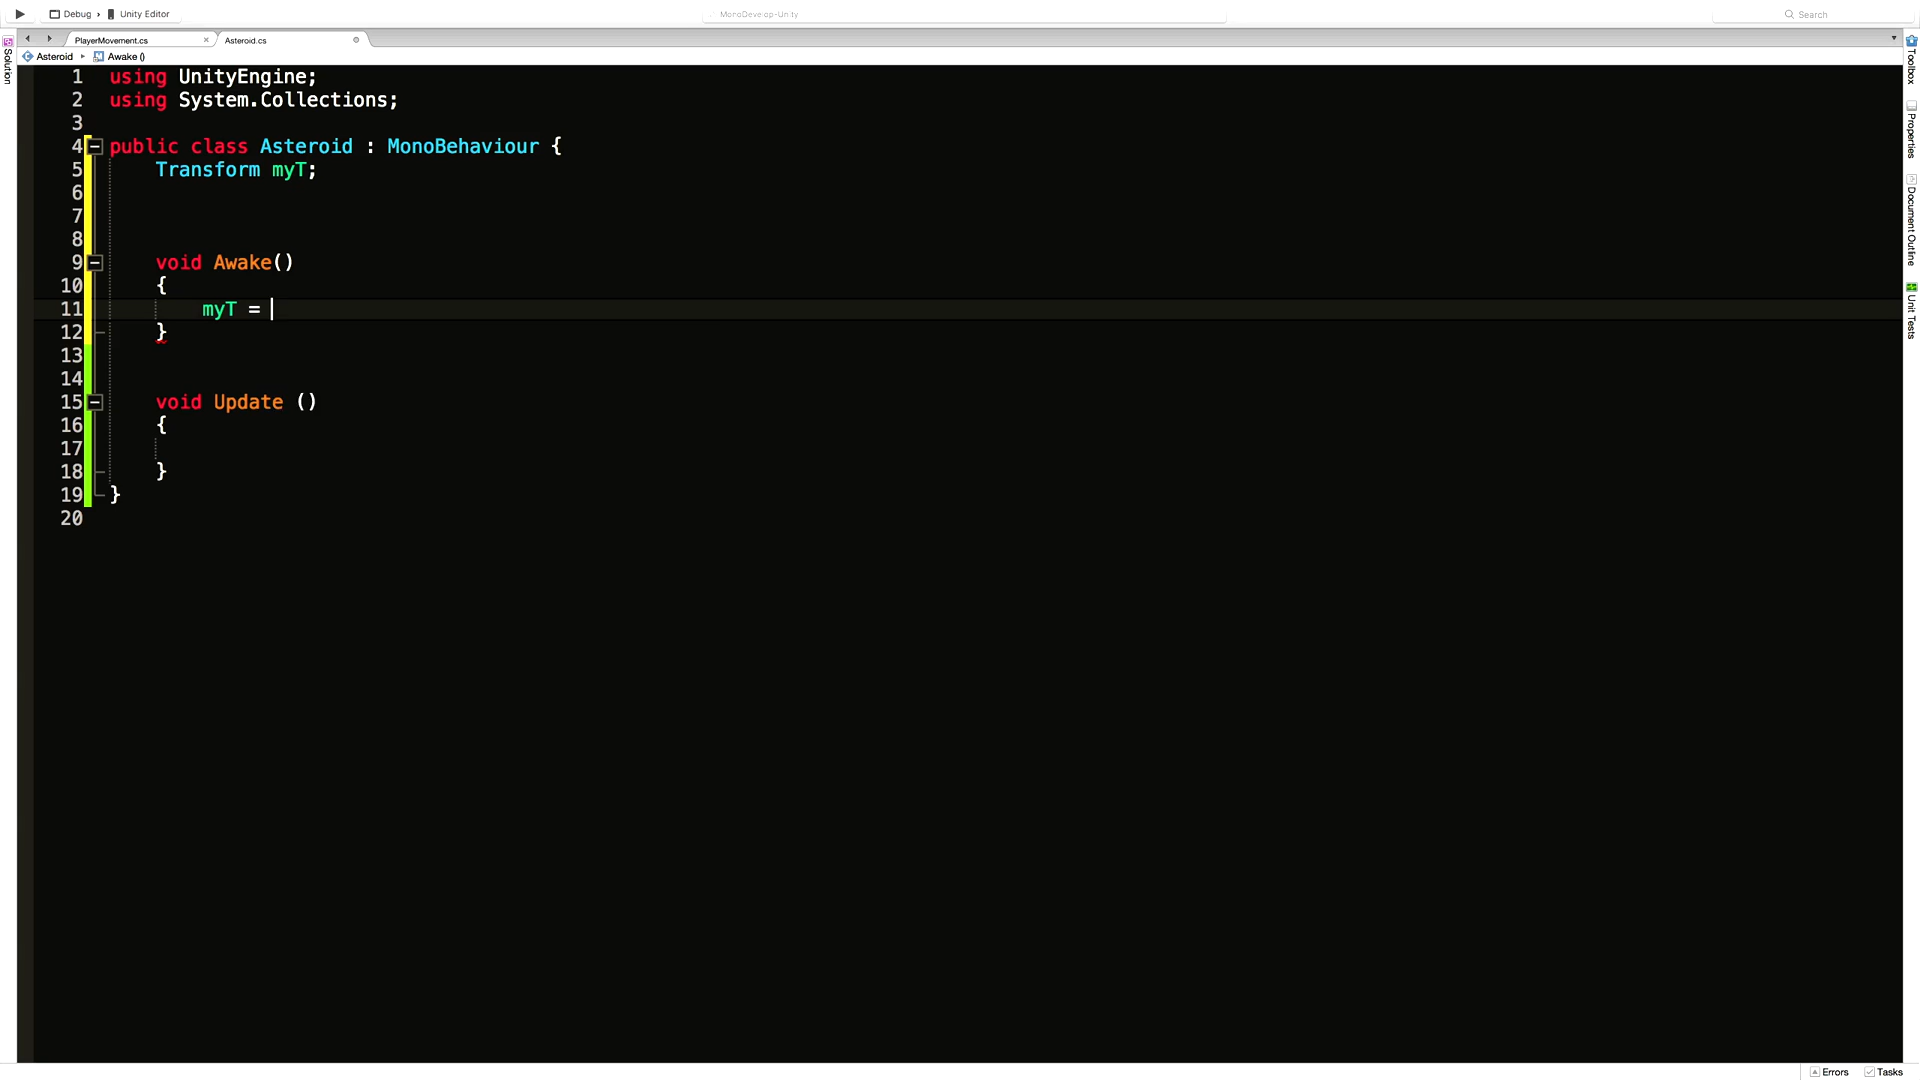 Debug › Unity Editor
MonoDevelop-Unity
Search
PlayerMovement.cs
Asteroid.cs
Asteroid ▸ Awake ()
1 using UnityEngine;
2 using System.Collections;
3
4 public class Asteroid : MonoBehaviour {
5 Transform myT;
6
7
8
9 void Awake()
10 {
11 myT =
12 }
13
14
15 void Update ()
16 {
17
18 }
19 }
20
Solution
Toolbox
Properties
Document Outline
Unit Tests
Errors
Tasks